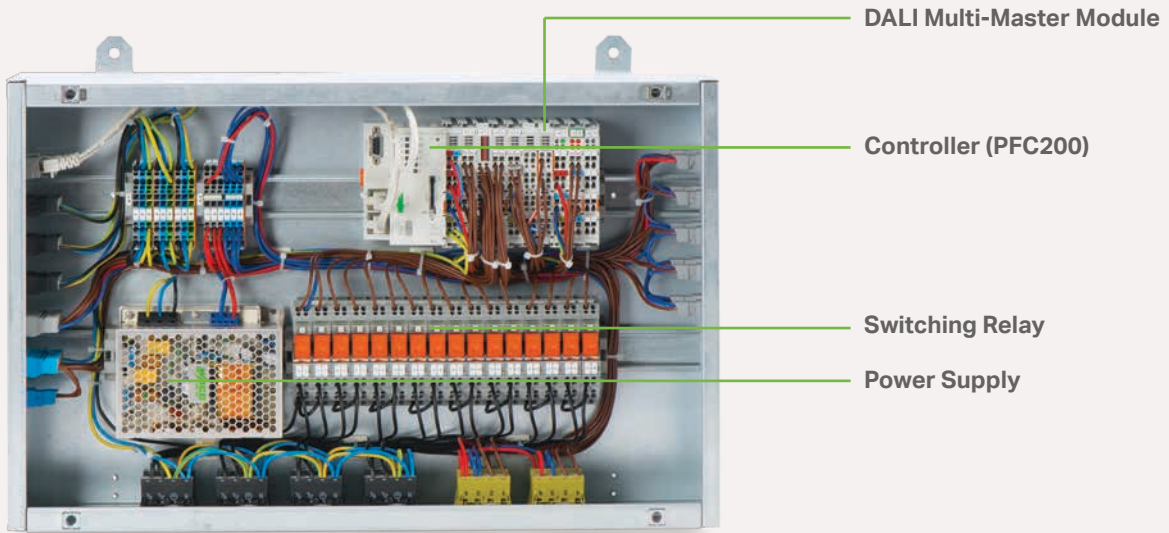 DALI Multi-Master Module
Controller (PFC200)
Switching Relay
Power Supply